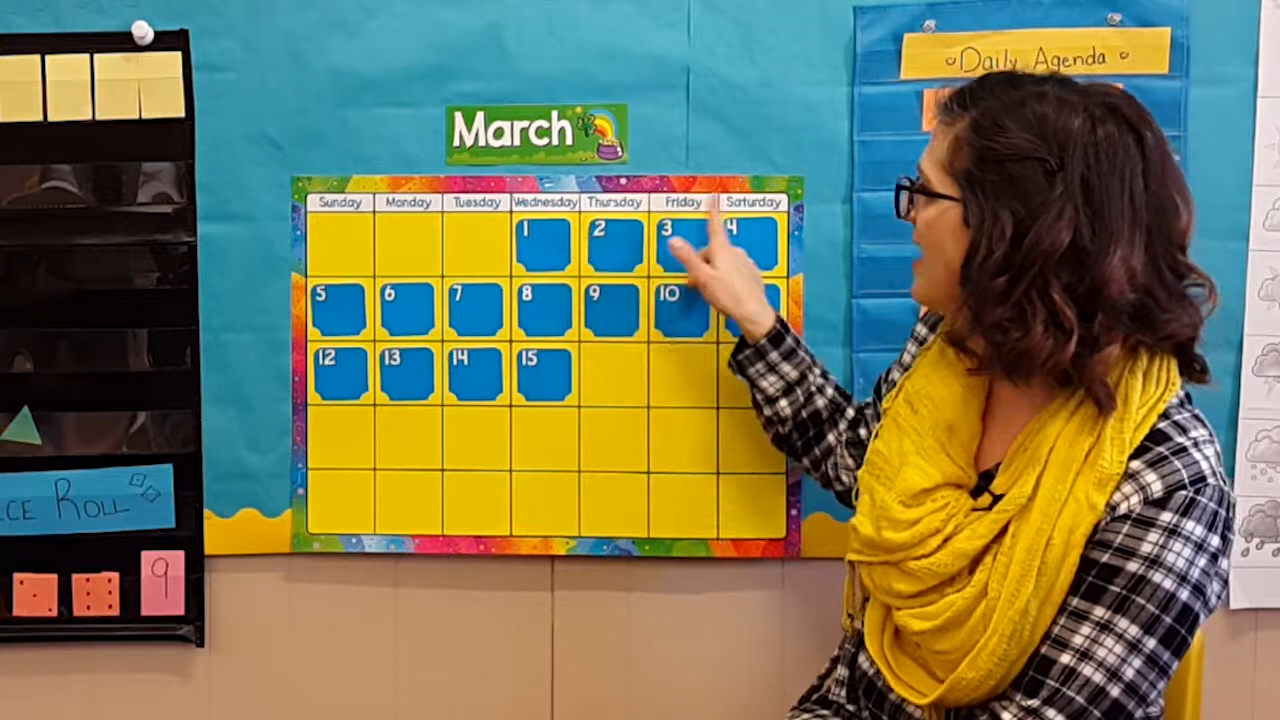 Daily Agenda
March
Sunday Monday Tuesday Wednesday Thursday Friday Saturday
1 2 3 4
5 6 7 8 9 10
12 13 14 15
Roll
9